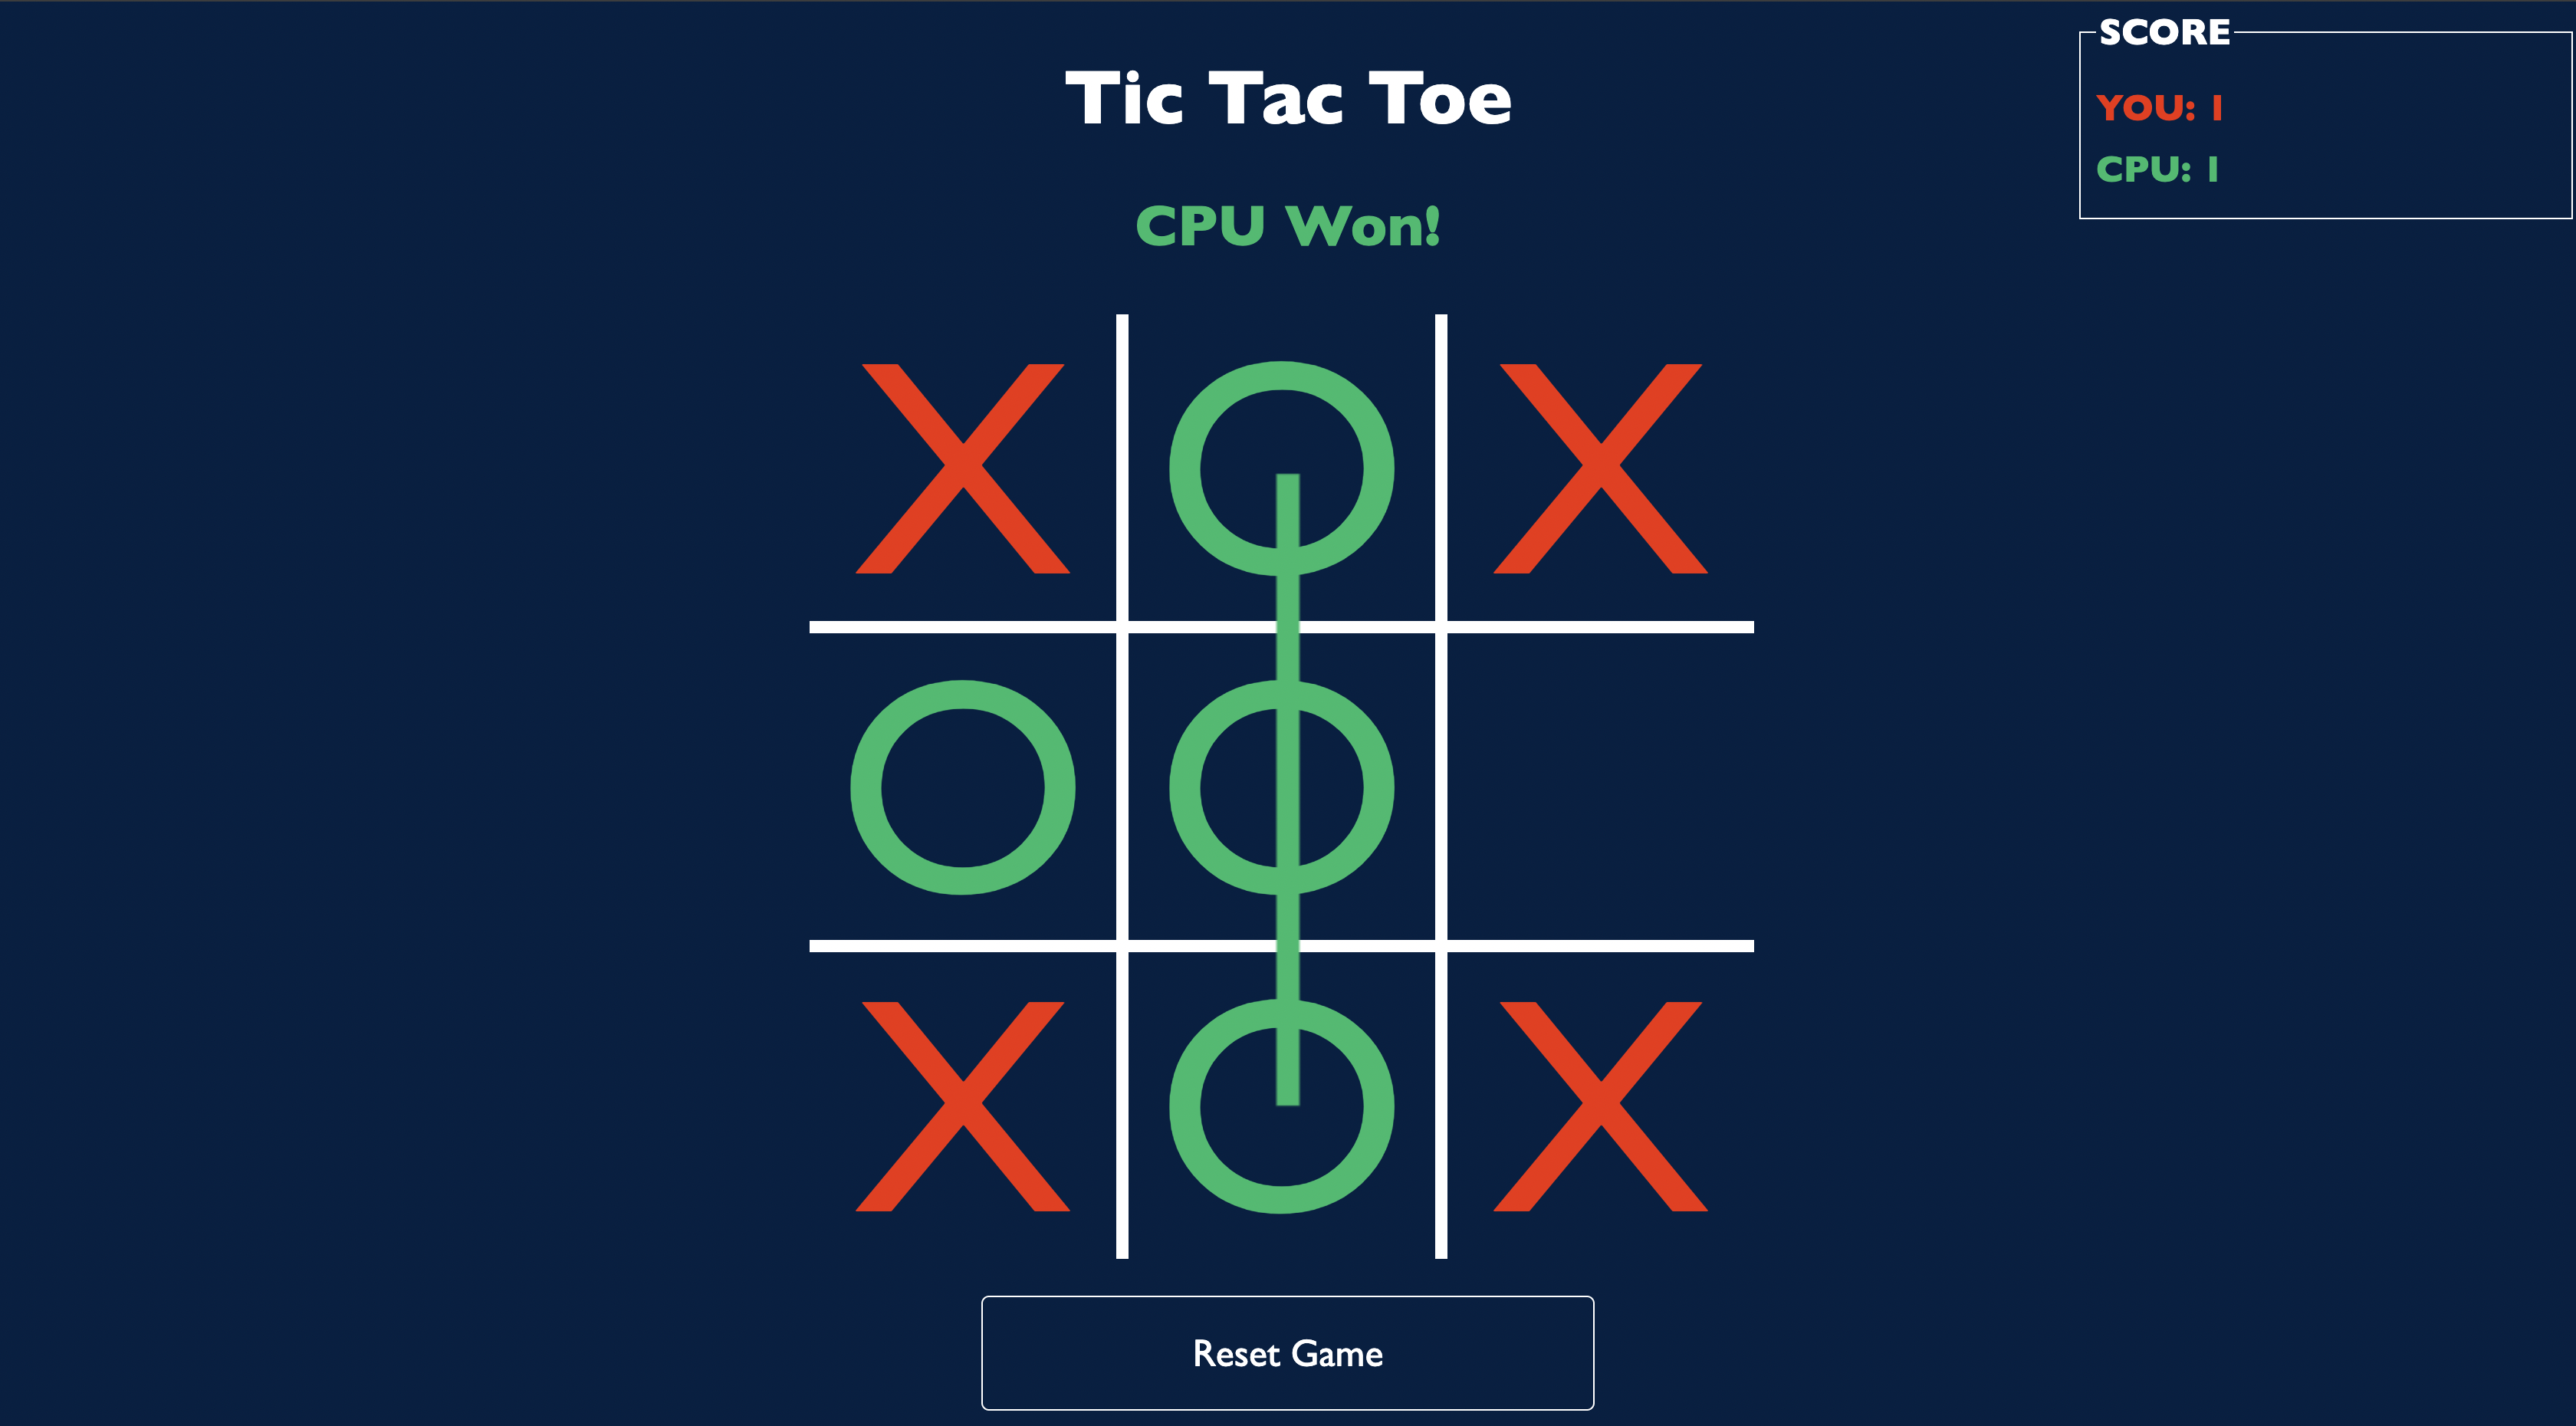 Tic Tac Toe
CPU Won!
SCORE
YOU: 1
CPU: 1
X O X
O O
X O X
Reset Game